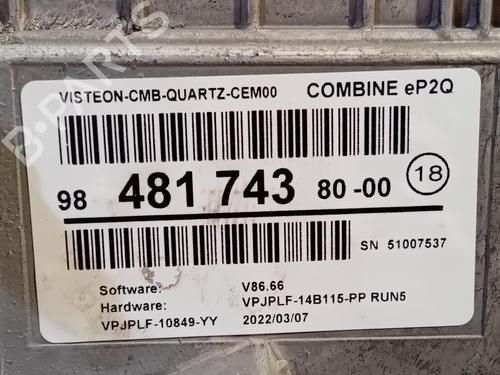 VISTEON-CMB-QUARTZ-CEM00 COMBINE eP2Q
98 481 743 80-00 18
SN 51007537
Software: V86.66
Hardware: VPJPLF-14B115-PP RUN5
VPJPLF-10849-YY 2022/03/07
B-PARTS